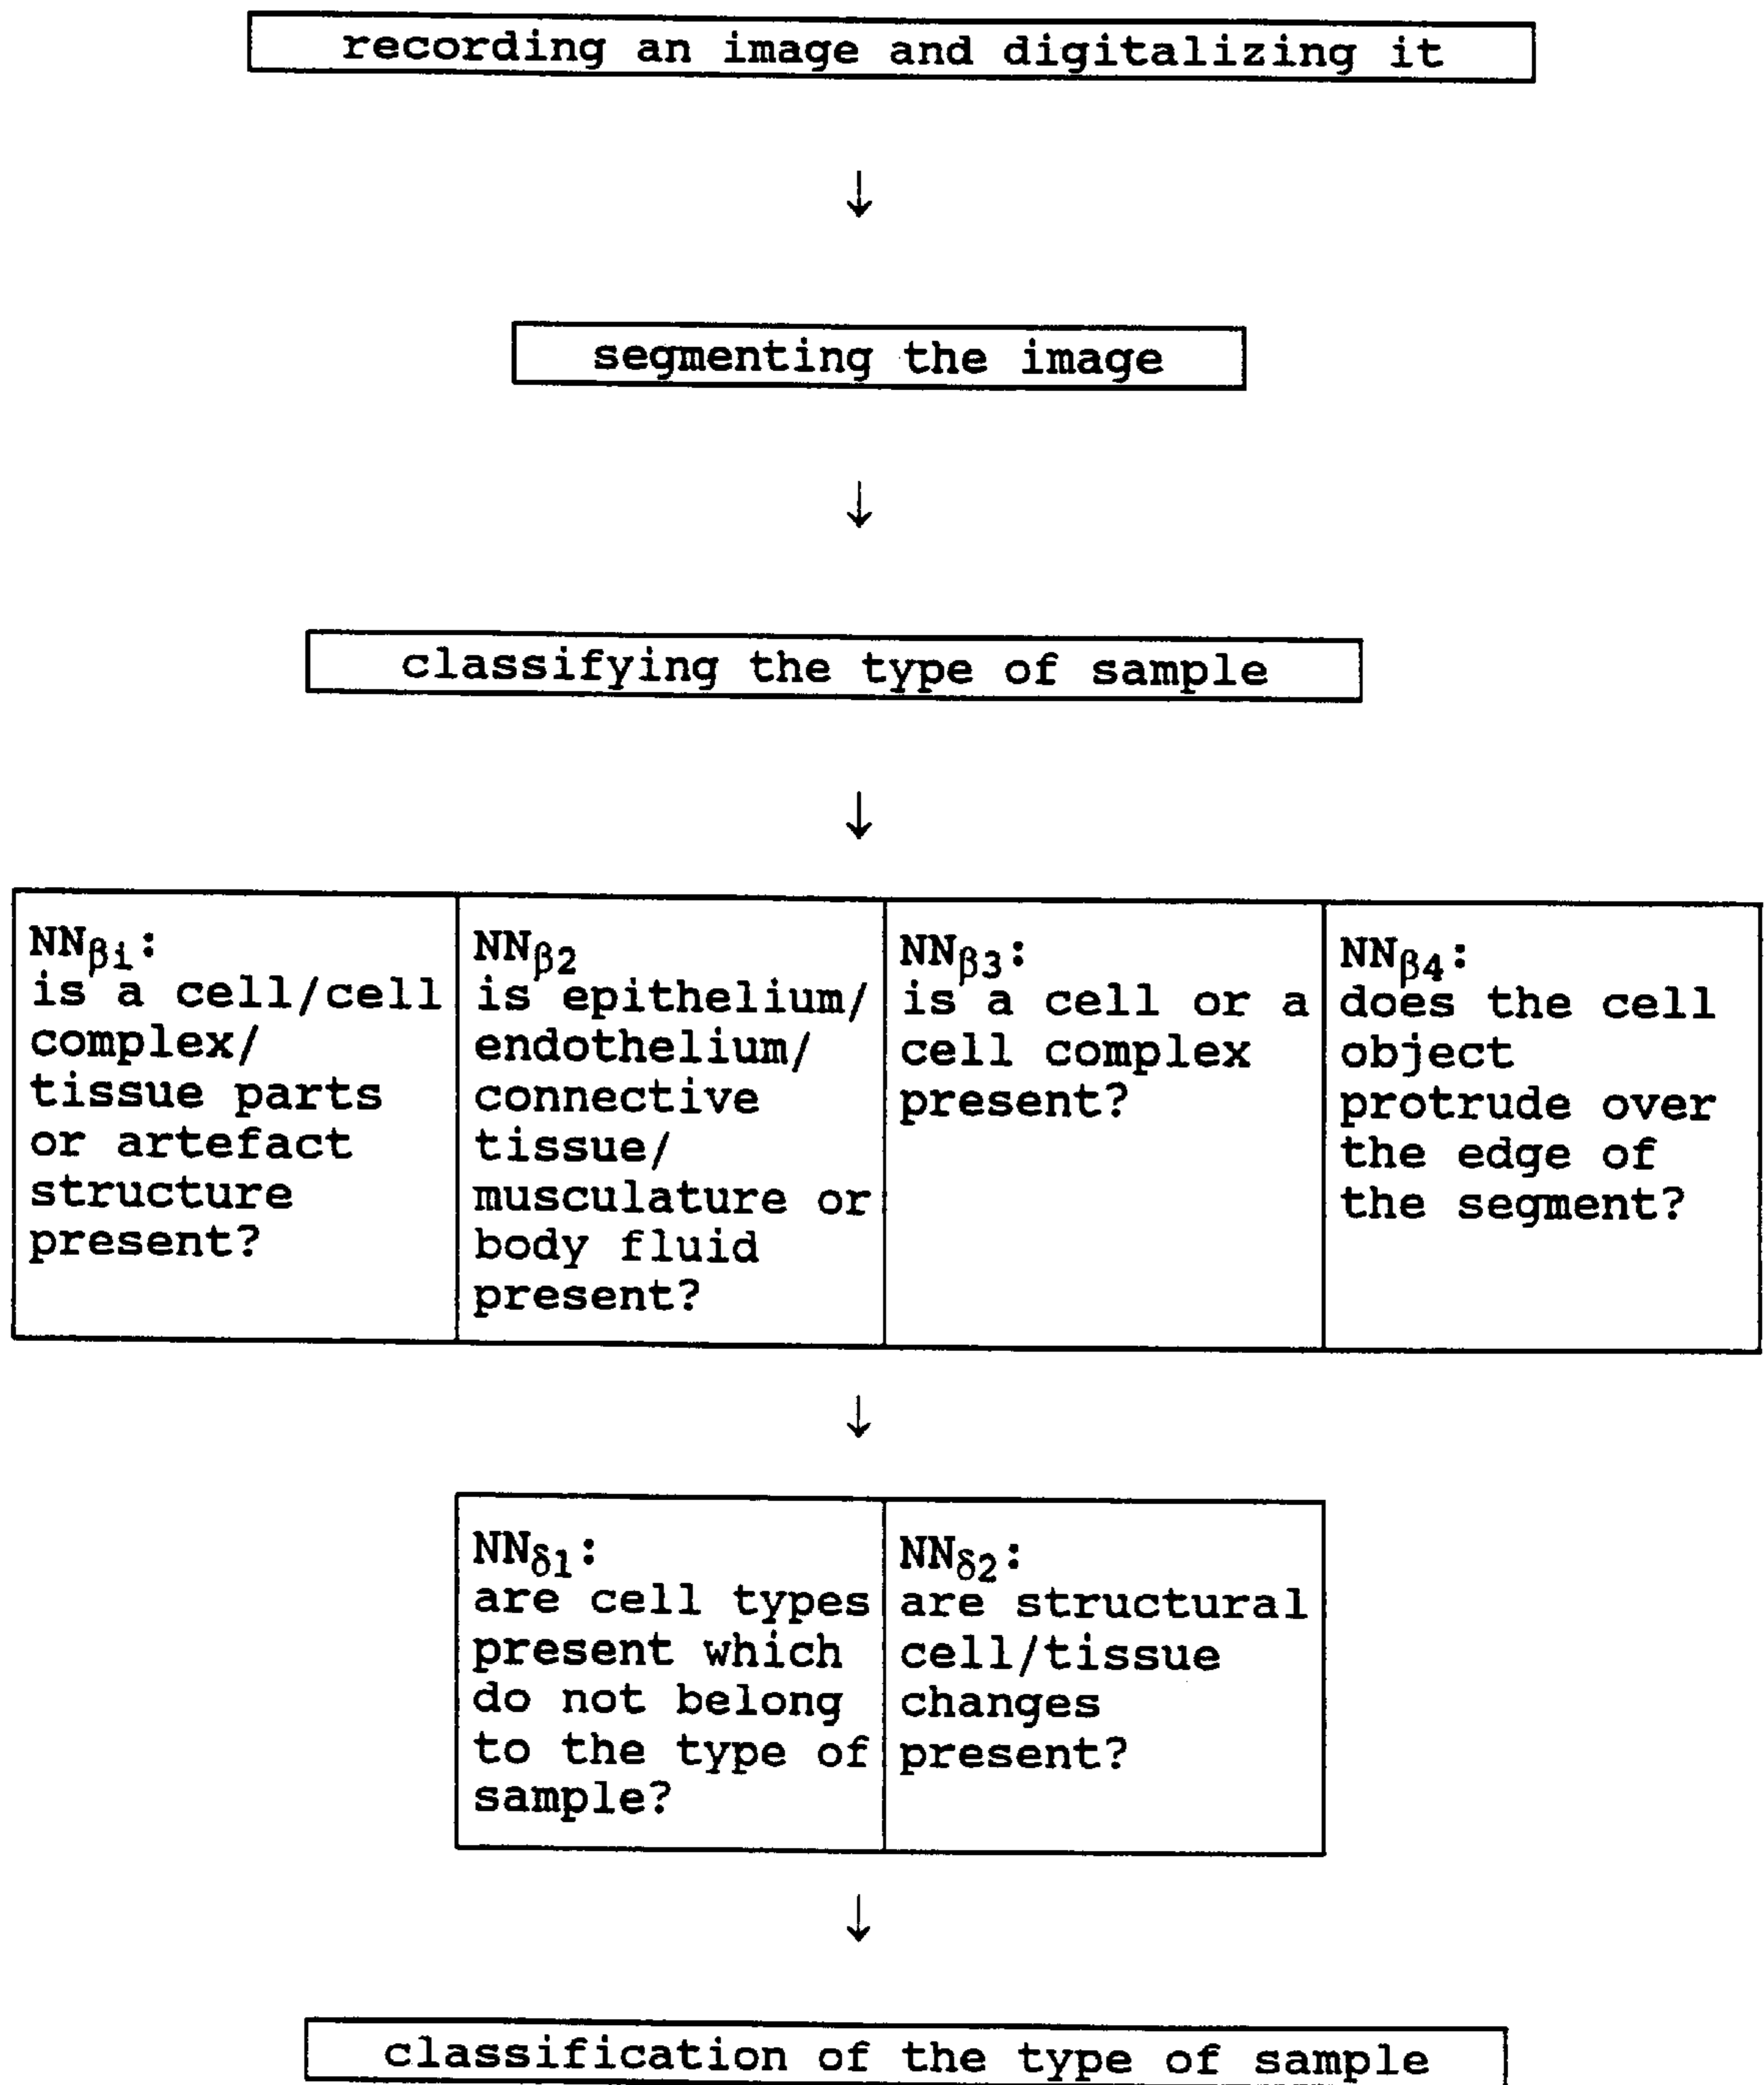 recording an image and digitalizing it
↓
segmenting the image
↓
classifying the type of sample
↓
NNβ1:
is a cell/cell
complex/
tissue parts
or artefact
structure
present?
NNβ2
is epithelium/
endothelium/
connective
tissue/
musculature or
body fluid
present?
NNβ3:
is a cell or a
cell complex
present?
NNβ4:
does the cell
object
protrude over
the edge of
the segment?
↓
NNδ1:
are cell types
present which
do not belong
to the type of
sample?
NNδ2:
are structural
cell/tissue
changes
present?
↓
classification of the type of sample